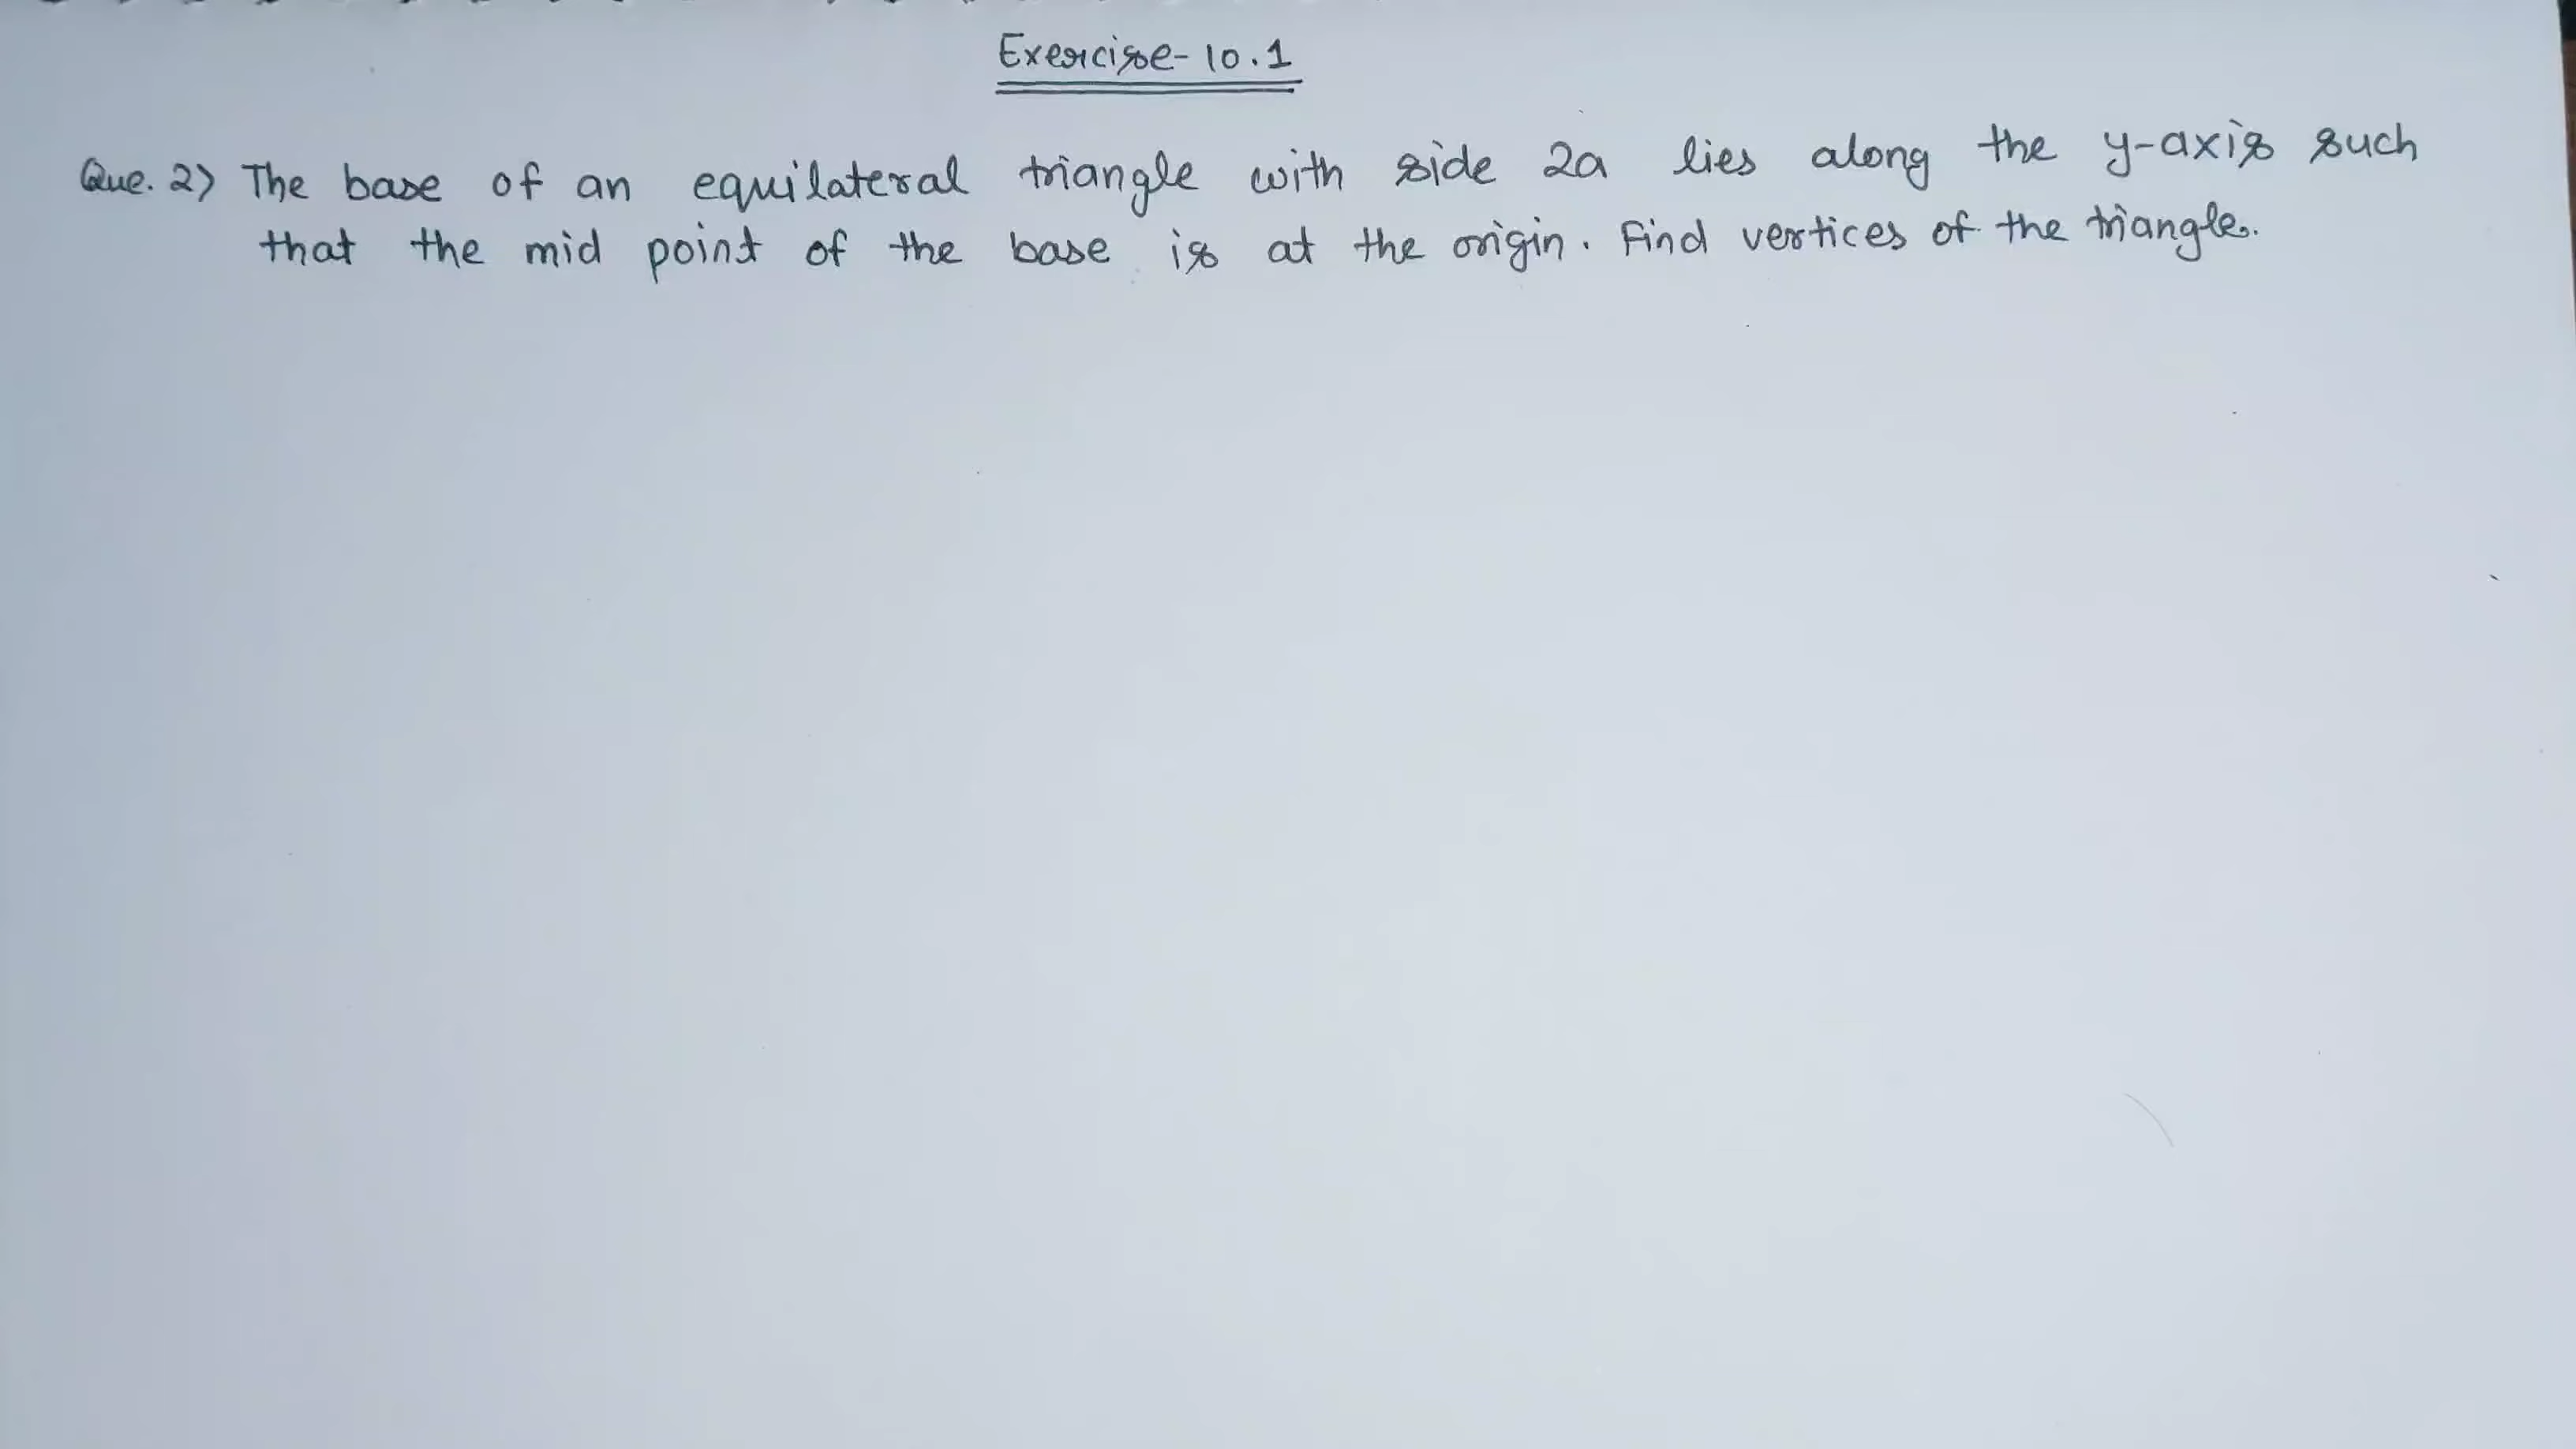 Exercise- 10.1
Que. 2) The base of an equilateral triangle with side 2a lies along the y-axis such
that the mid point of the base is at the origin. Find vertices of the triangle.